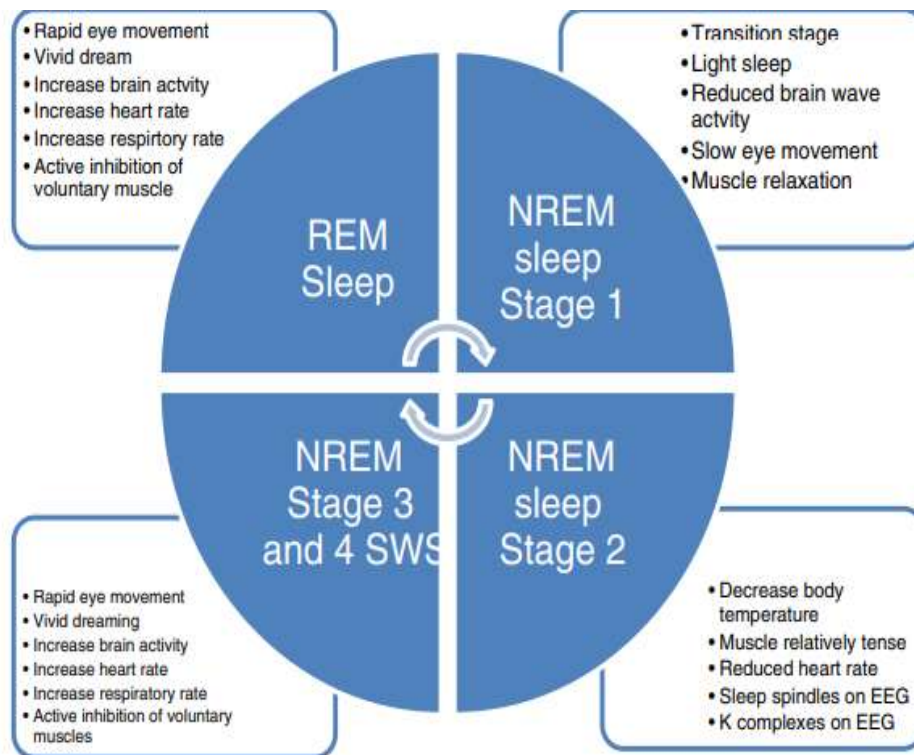 • Rapid eye movement
• Vivid dream
• Increase brain actvity
• Increase heart rate
• Increase respirtory rate
• Active inhibition of
voluntary muscle
• Transition stage
• Light sleep
• Reduced brain wave
actvity
• Slow eye movement
• Muscle relaxation
REM
Sleep
NREM
sleep
Stage 1
NREM
Stage 3
and 4 SWS
NREM
sleep
Stage 2
• Rapid eye movement
• Vivid dreaming
• Increase brain activity
• Increase heart rate
• Increase respiratory rate
• Active inhibition of voluntary
muscles
• Decrease body
temperature
• Muscle relatively tense
• Reduced heart rate
• Sleep spindles on EEG
• K complexes on EEG